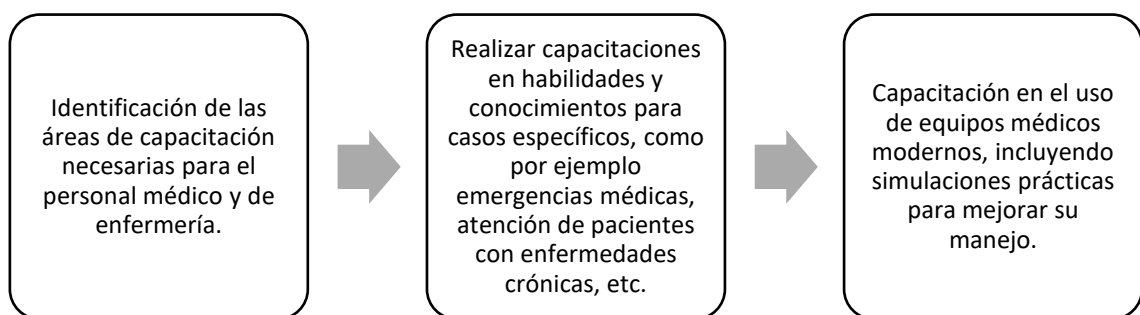 Identificación de las
áreas de capacitación
necesarias para el
personal médico y de
enfermería.
Realizar capacitaciones
en habilidades y
conocimientos para
casos específicos, como
por ejemplo
emergencias médicas,
atención de pacientes
con enfermedades
crónicas, etc.
Capacitación en el uso
de equipos médicos
modernos, incluyendo
simulaciones prácticas
para mejorar su
manejo.